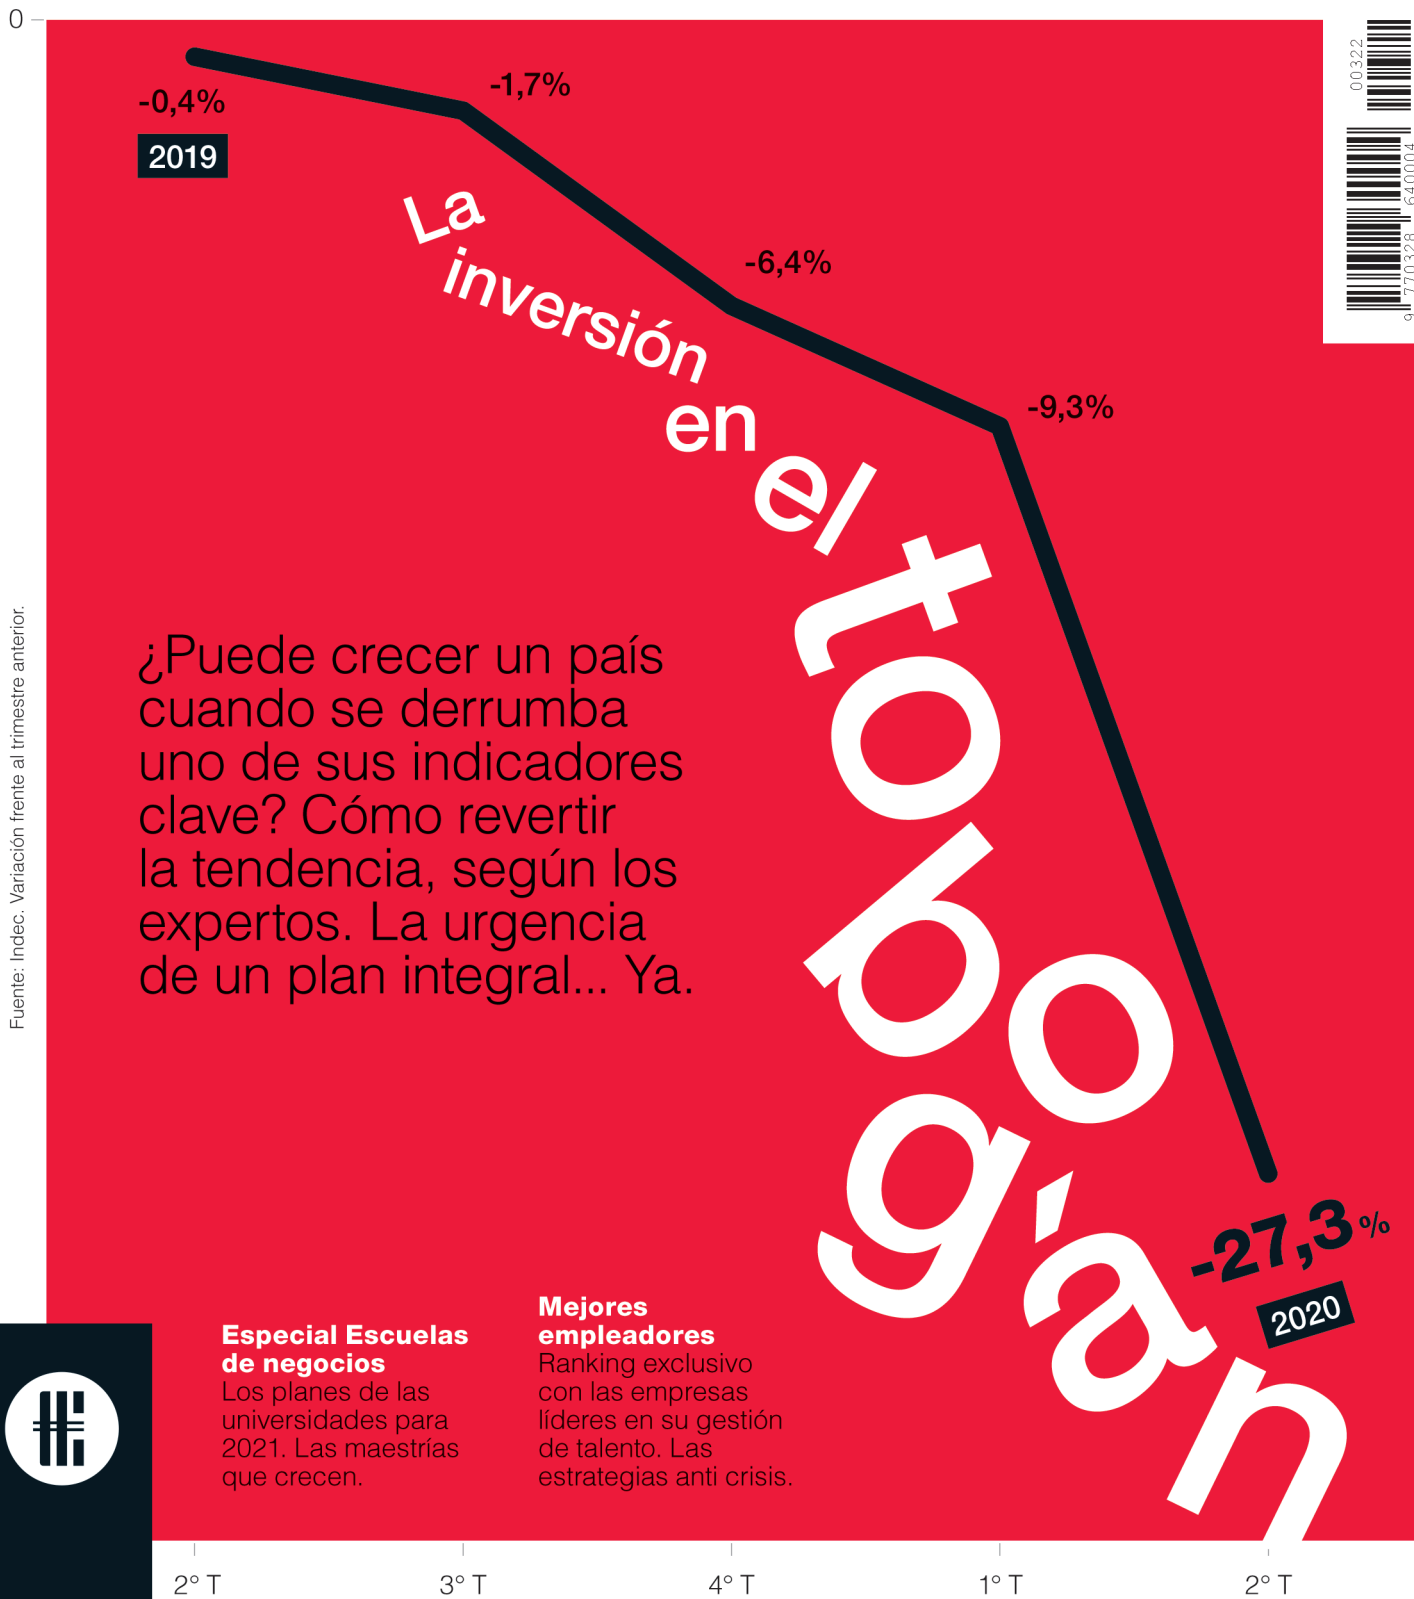 0
-0,4%
2019
-1,7%
-6,4%
-9,3%
-27,3%
2020
La
inversión
en
el
tobogán
¿Puede crecer un país
cuando se derrumba
uno de sus indicadores
clave? Cómo revertir
la tendencia, según los
expertos. La urgencia
de un plan integral... Ya.
Especial Escuelas
de negocios
Los planes de las
universidades para
2021. Las maestrías
que crecen.
Mejores
empleadores
Ranking exclusivo
con las empresas
líderes en su gestión
de talento. Las
estrategias anti crisis.
2° T
3° T
4° T
1° T
2° T
Fuente: Indec. Variación frente al trimestre anterior.
00322
9 770328 640004